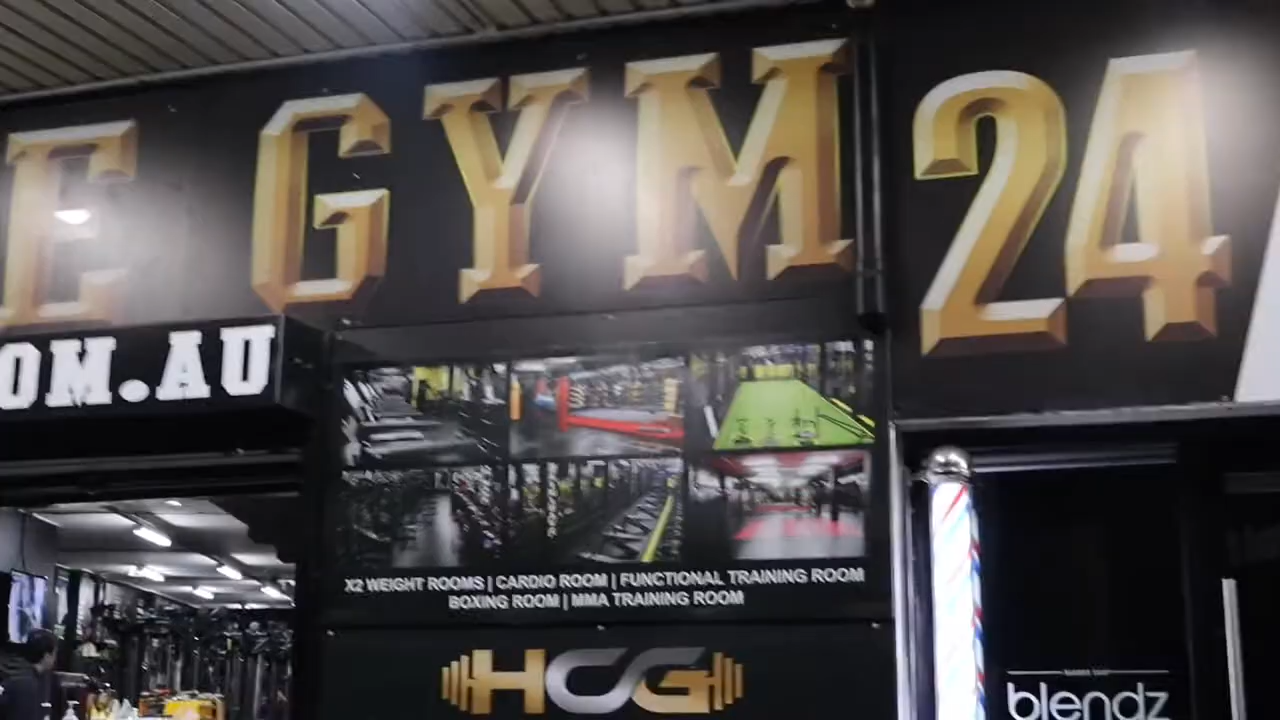 E GYM 24
OM.AU
X2 WEIGHT ROOMS | CARDIO ROOM | FUNCTIONAL TRAINING ROOM
BOXING ROOM | MMA TRAINING ROOM
HCG
blendz